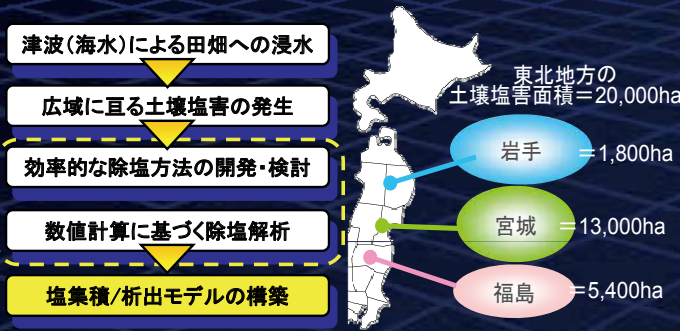 津波(海水)による田畑への浸水
広域に亘る土壌塩害の発生
効率的な除塩方法の開発・検討
数値計算に基づく除塩解析
塩集積/析出モデルの構築
東北地方の
土壌塩害面積=20,000ha
岩手 =1,800ha
宮城 =13,000ha
福島 =5,400ha